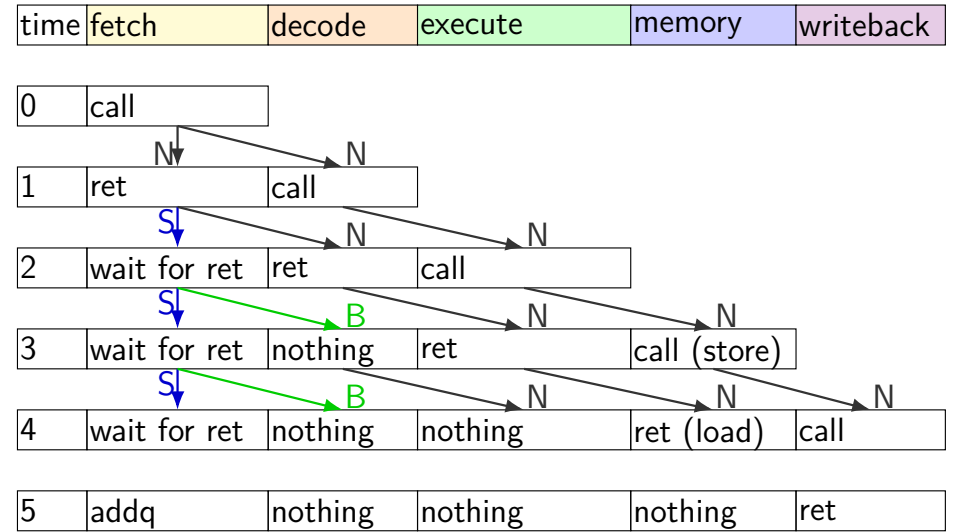 time fetch decode execute memory writeback
0 call
N N
1 ret call
S N N
2 wait for ret ret call
S B N N
3 wait for ret nothing ret call (store)
S B N N N
4 wait for ret nothing nothing ret (load) call
5 addq nothing nothing nothing ret